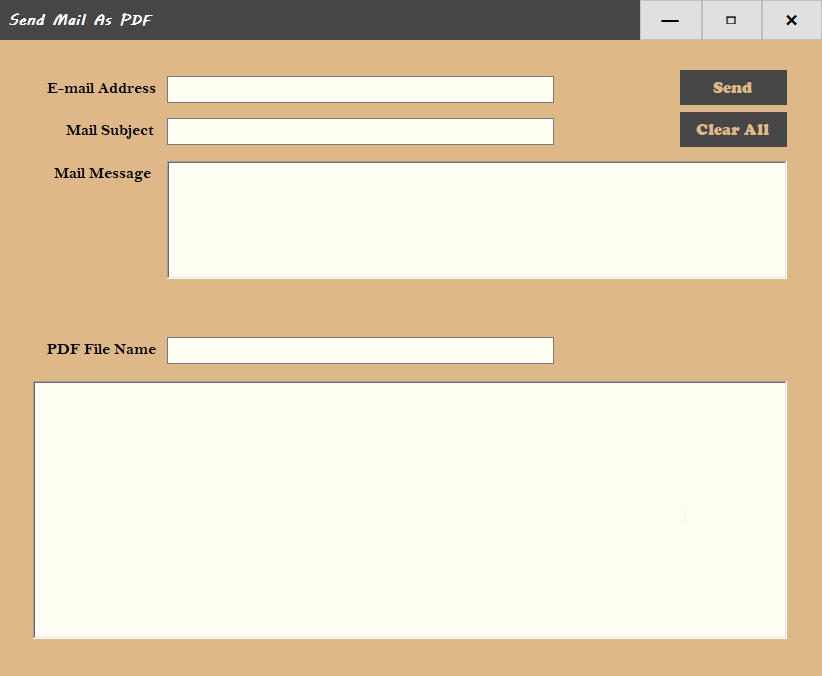 Send Mail As PDF
E-mail Address
Send
Mail Subject
Clear All
Mail Message
PDF File Name